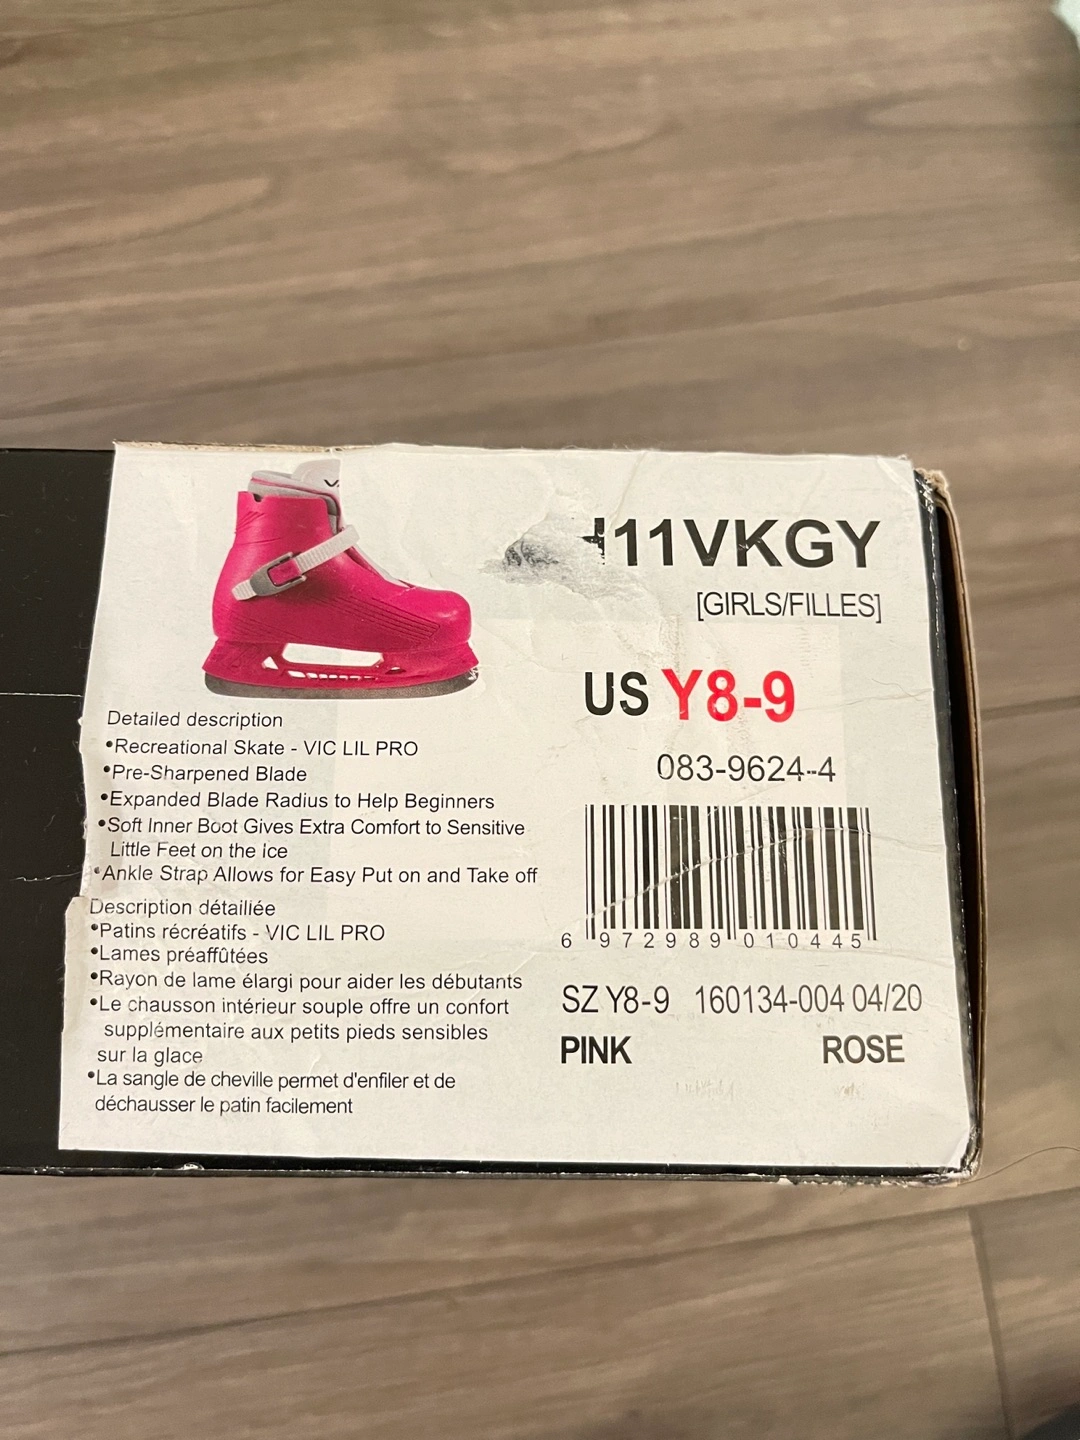 H11VKGY
[GIRLS/FILLES]
US Y8-9
083-9624-4
6 972989 010445
SZ Y8-9 160134-004 04/20
PINK ROSE
Detailed description
•Recreational Skate - VIC LIL PRO
•Pre-Sharpened Blade
•Expanded Blade Radius to Help Beginners
•Soft Inner Boot Gives Extra Comfort to Sensitive
Little Feet on the ice
•Ankle Strap Allows for Easy Put on and Take off
Description détailiée
•Patins récréatifs - VIC LIL PRO
•Lames préaffûtées
•Rayon de lame élargi pour aider les débutants
•Le chausson intérieur souple offre un confort
supplémentaire aux petits pieds sensibles
sur la glace
•La sangle de cheville permet d'enfiler et de
déchausser le patin facilement